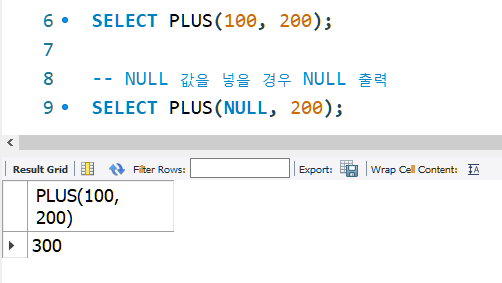 6 SELECT PLUS(100, 200);
7
8 -- NULL 값을 넣을 경우 NULL 출력
9 SELECT PLUS(NULL, 200);
Result Grid Filter Rows: Export: Wrap Cell Content:
PLUS(100,
200)
300